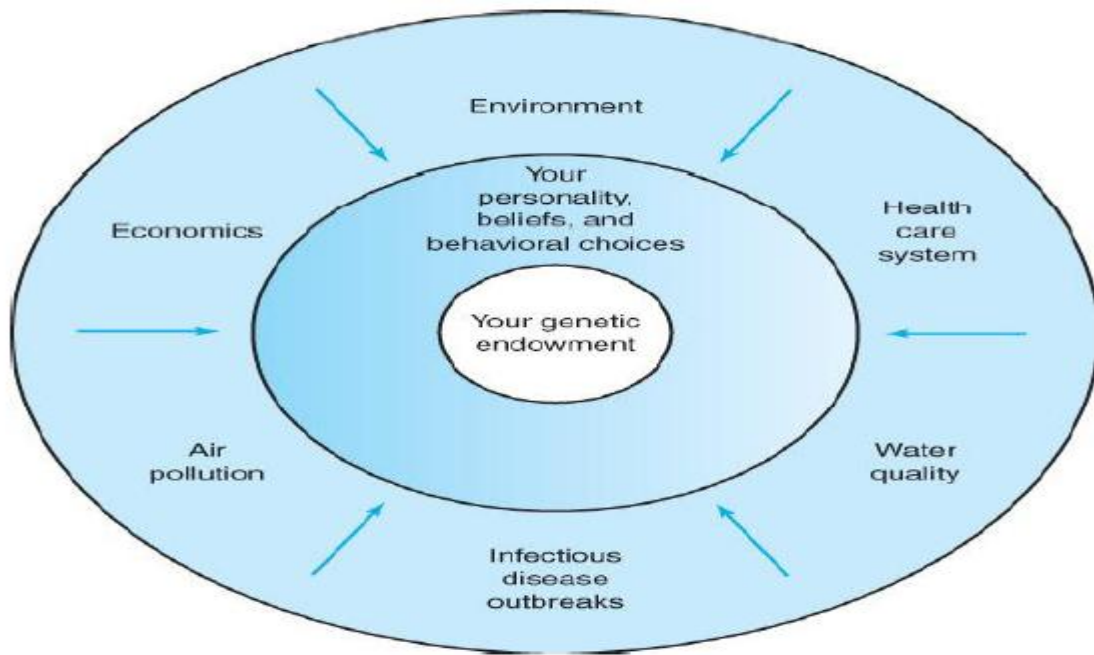 Environment
Your
personality,
beliefs, and
behavioral choices
Economics
Health
care
system
Your genetic
endowment
Air
pollution
Water
quality
Infectious
disease
outbreaks